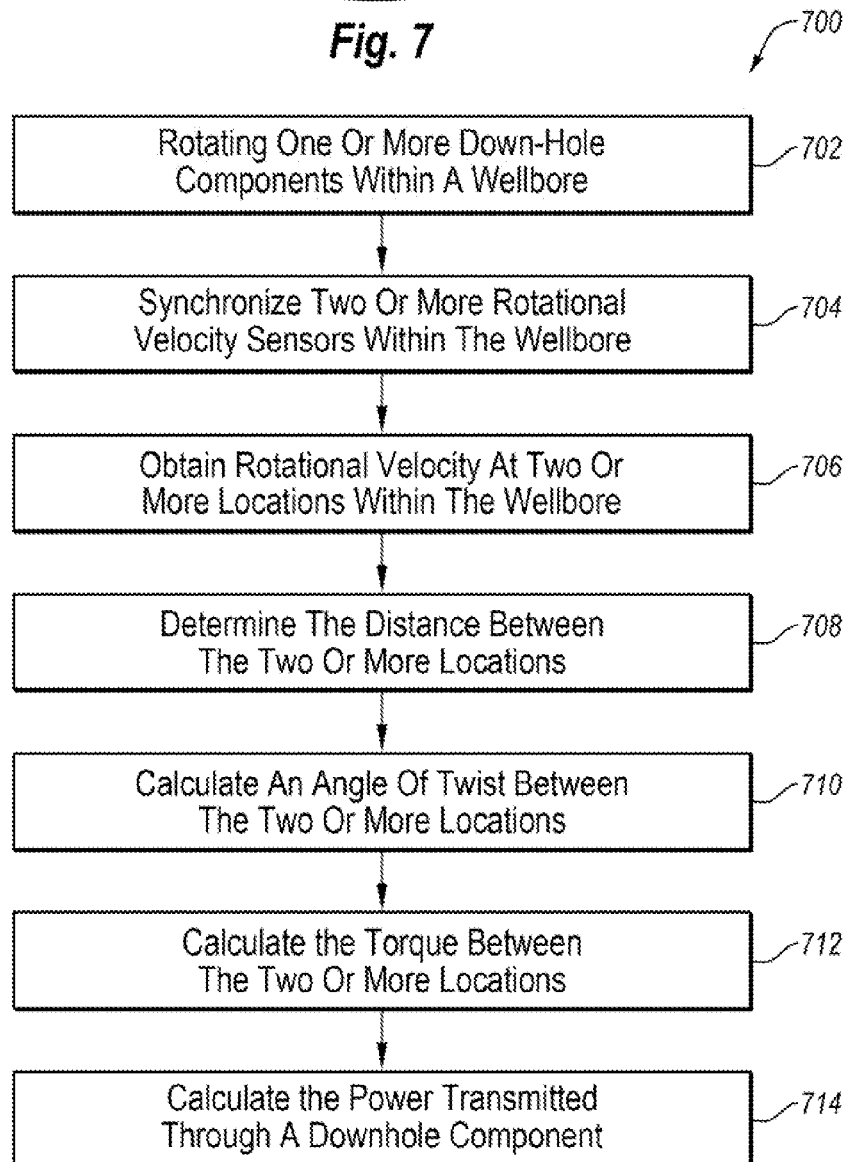 Fig. 7
700
Rotating One Or More Down-Hole
Components Within A Wellbore
702
Synchronize Two Or More Rotational
Velocity Sensors Within The Wellbore
704
Obtain Rotational Velocity At Two Or
More Locations Within The Wellbore
706
Determine The Distance Between
The Two Or More Locations
708
Calculate An Angle Of Twist Between
The Two Or More Locations
710
Calculate the Torque Between
The Two Or More Locations
712
Calculate the Power Transmitted
Through A Downhole Component
714